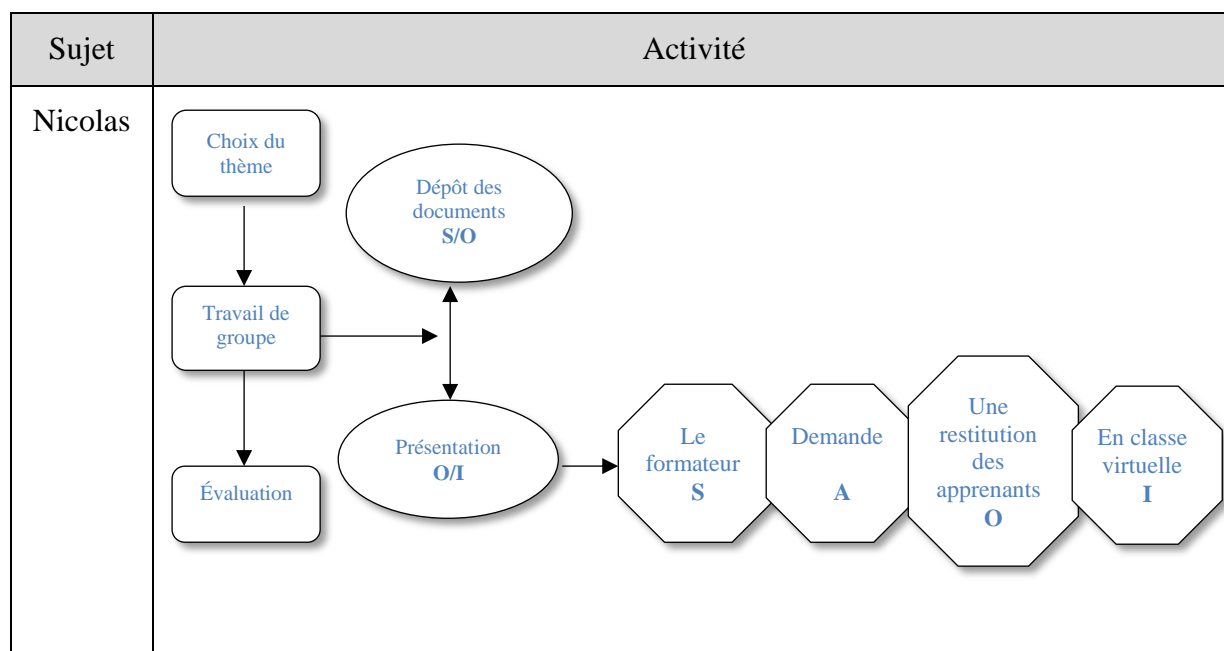 Sujet
Activité
Nicolas
Choix du
thème
Dépôt des
documents
S/O
Travail de
groupe
Évaluation
Présentation
O/I
Le
formateur
S
Demande
A
Une
restitution
des
apprenants
O
En classe
virtuelle
I